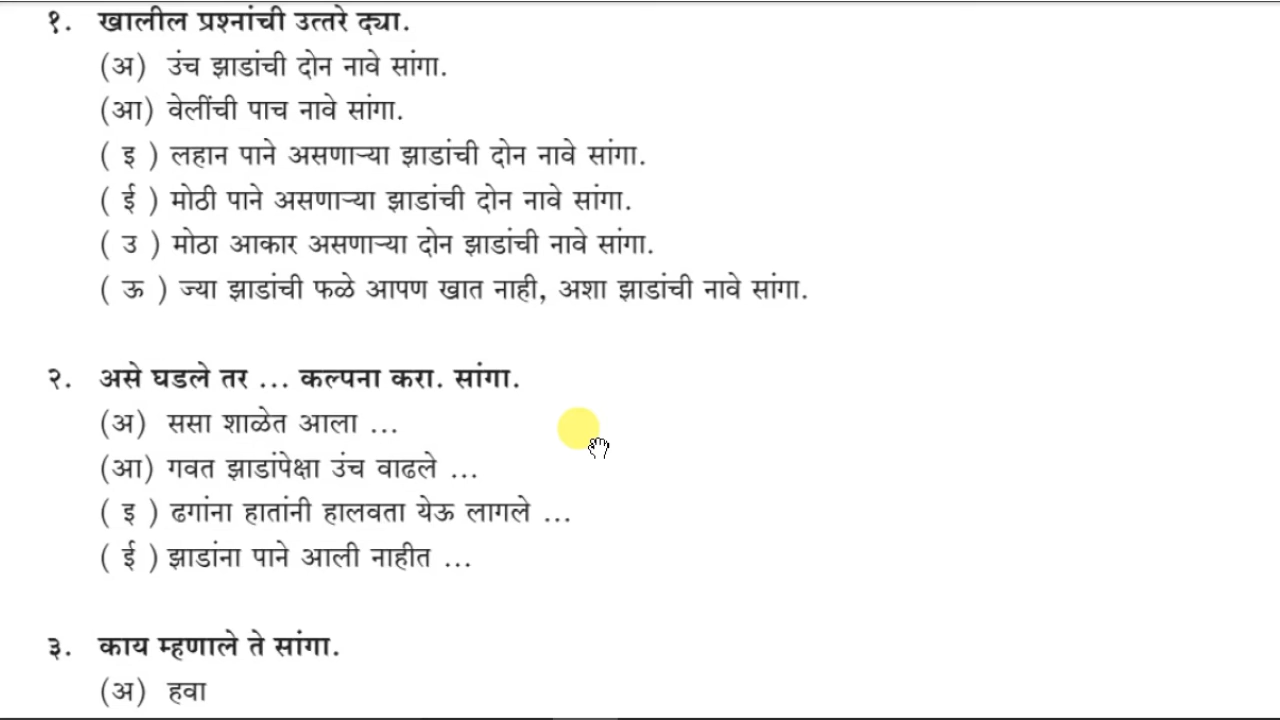 १. खालील प्रश्नांची उत्तरे द्या.
(अ) उंच झाडांची दोन नावे सांगा.
(आ) वेलींची पाच नावे सांगा.
( इ ) लहान पाने असणाऱ्या झाडांची दोन नावे सांगा.
( ई ) मोठी पाने असणाऱ्या झाडांची दोन नावे सांगा.
( उ ) मोठा आकार असणाऱ्या दोन झाडांची नावे सांगा.
( ऊ ) ज्या झाडांची फळे आपण खात नाही, अशा झाडांची नावे सांगा.
२. असे घडले तर ... कल्पना करा. सांगा.
(अ) ससा शाळेत आला ...
(आ) गवत झाडांपेक्षा उंच वाढले ...
( इ ) ढगांना हातांनी हालवता येऊ लागले ...
( ई ) झाडांना पाने आली नाहीत ...
३. काय म्हणाले ते सांगा.
(अ) हवा